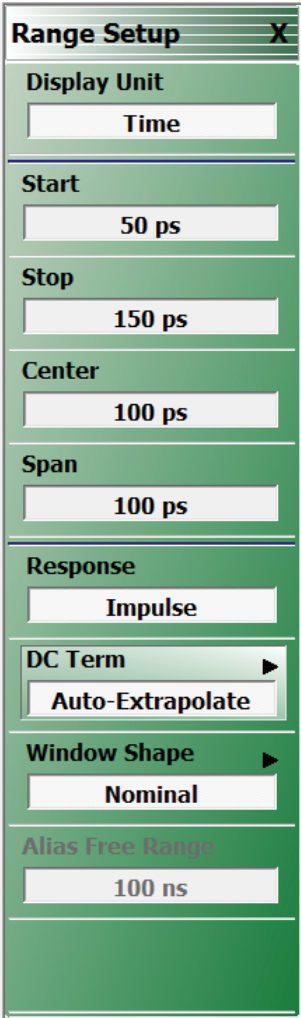 Range Setup X
Display Unit
Time
Start
50 ps
Stop
150 ps
Center
100 ps
Span
100 ps
Response
Impulse
DC Term
Auto-Extrapolate
Window Shape
Nominal
Alias Free Range
100 ns